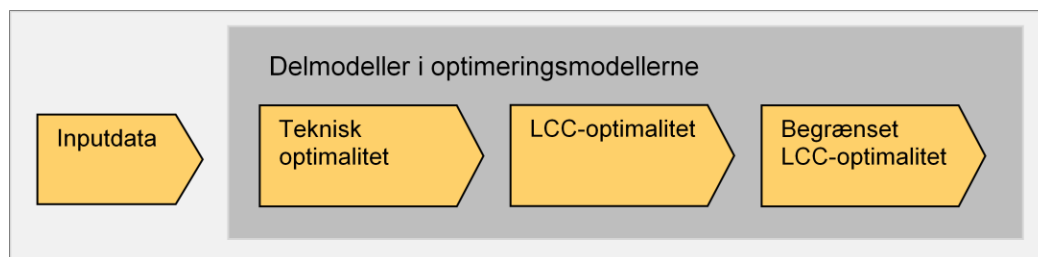 Delmodeller i optimeringsmodellerne
Inputdata
Teknisk
optimalitet
LCC-optimalitet
Begrænset
LCC-optimalitet